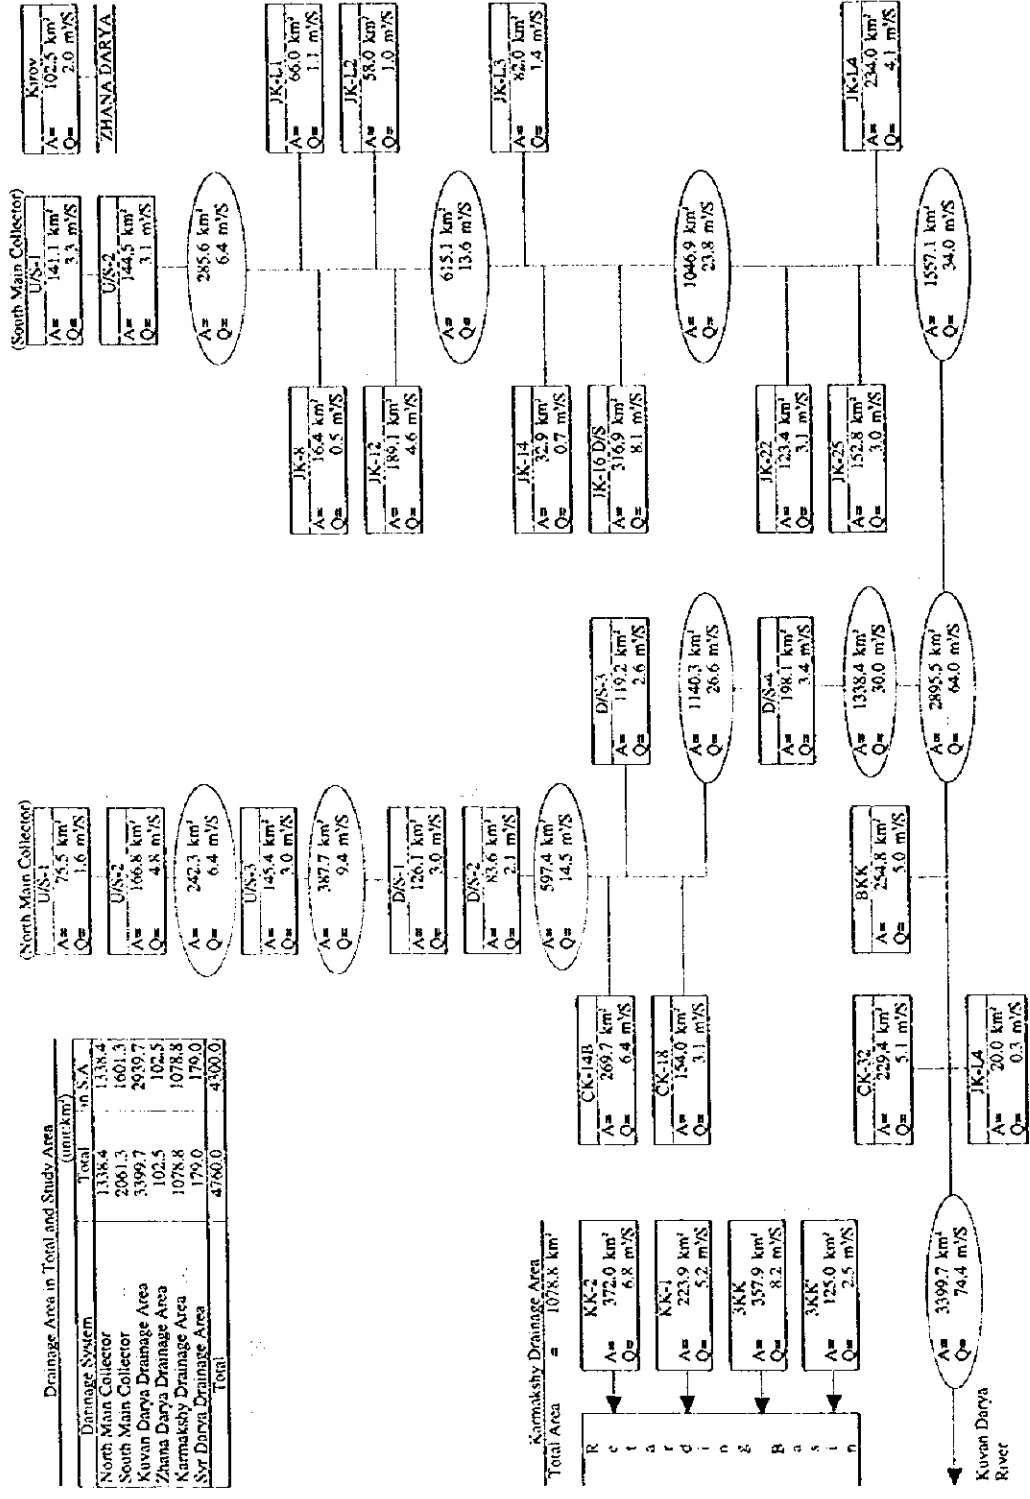 Drainage Area in Total and Study Area
(unit:km²)
Darinage System Total in S.A
North Main Collector 1338.4 1338.4
South Main Collector 2061.3 1601.3
Kuvan Darya Drainage Area 3399.7 2939.7
Zhana Darya Drainage Area 102.5 102.5
Karmakshy Drainage Area 1078.8 1078.8
Syr Darya Drainage Area 179.0 179.0
Total 4760.0 4300.0
(North Main Collector)
U/S-1
A= 75.5 km²
Q= 1.6 m³/S
U/S-2
A= 166.8 km²
Q= 4.8 m³/S
A= 242.3 km²
Q= 6.4 m³/S
U/S-3
A= 145.4 km²
Q= 3.0 m³/S
A= 387.7 km²
Q= 9.4 m³/S
D/S-1
A= 126.1 km²
Q= 3.0 m³/S
D/S-2
A= 83.6 km²
Q= 2.1 m³/S
A= 597.4 km²
Q= 14.5 m³/S
CK-14B
A= 269.7 km²
Q= 6.4 m³/S
D/S-3
A= 119.2 km²
Q= 2.6 m³/S
CK-18
A= 154.0 km²
Q= 3.1 m³/S
A= 1140.3 km²
Q= 26.6 m³/S
D/S-4
A= 198.1 km²
Q= 3.4 m³/S
A= 1338.4 km²
Q= 30.0 m³/S
A= 2895.5 km²
Q= 64.0 m³/S
(South Main Collector)
U/S-1
A= 141.1 km²
Q= 3.3 m³/S
U/S-2
A= 144.5 km²
Q= 3.1 m³/S
A= 285.6 km²
Q= 6.4 m³/S
Kirov
A= 102.5 km²
Q= 2.0 m³/S
ZHANA DARYA
JK-L1
A= 66.0 km²
Q= 1.1 m³/S
JK-8
A= 16.4 km²
Q= 0.5 m³/S
JK-L2
A= 58.0 km²
Q= 1.0 m³/S
JK-12
A= 189.1 km²
Q= 4.6 m³/S
A= 615.1 km²
Q= 13.6 m³/S
JK-L3
A= 82.0 km²
Q= 1.4 m³/S
JK-14
A= 32.9 km²
Q= 0.7 m³/S
JK-16 D/S
A= 316.9 km²
Q= 8.1 m³/S
A= 1046.9 km²
Q= 23.8 m³/S
JK-22
A= 123.4 km²
Q= 3.1 m³/S
JK-25
A= 152.8 km²
Q= 3.0 m³/S
JK-L4
A= 234.0 km²
Q= 4.1 m³/S
A= 1557.1 km²
Q= 34.0 m³/S
BKK
A= 254.8 km²
Q= 5.0 m³/S
CK-32
A= 229.4 km²
Q= 5.1 m³/S
JK-L4
A= 20.0 km²
Q= 0.3 m³/S
A= 3399.7 km²
Q= 74.4 m³/S
Kuvan Darya
River
Karmakshy Drainage Area
Total Area = 1078.8 km²
Retarding Basin
KK-2
A= 372.0 km²
Q= 6.8 m³/S
KK-1
A= 223.9 km²
Q= 5.2 m³/S
3KK
A= 357.9 km²
Q= 8.2 m³/S
3KK'
A= 125.0 km²
Q= 2.5 m³/S